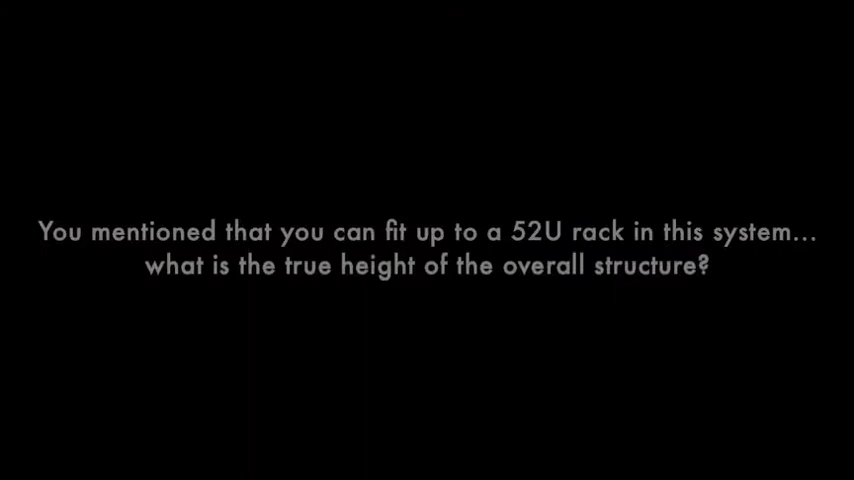 You mentioned that you can fit up to a 52U rack in this system...
what is the true height of the overall structure?